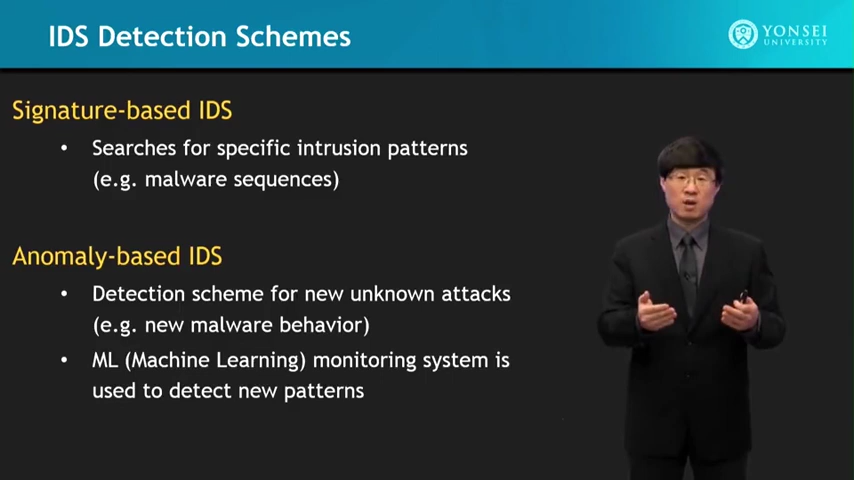 IDS Detection Schemes
YONSEI
UNIVERSITY
Signature-based IDS
• Searches for specific intrusion patterns
(e.g. malware sequences)
Anomaly-based IDS
• Detection scheme for new unknown attacks
(e.g. new malware behavior)
• ML (Machine Learning) monitoring system is
used to detect new patterns